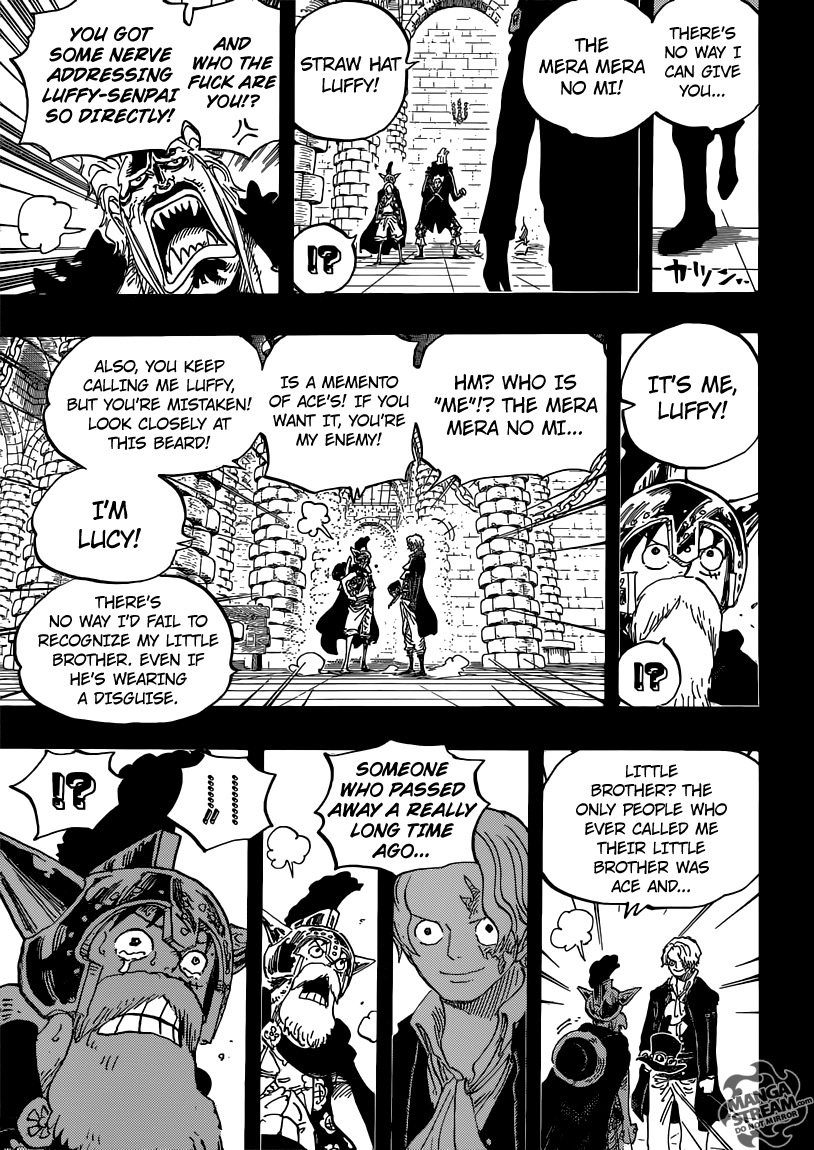 THERE'S
NO WAY I
CAN GIVE
YOU...
カツン...
THE
MERA MERA
NO MI!
STRAW HAT
LUFFY!
!?
AND
WHO THE
FUCK ARE
YOU!?
YOU GOT
SOME NERVE
ADDRESSING
LUFFY-SENPAI
SO DIRECTLY!
IT'S ME,
LUFFY!
!?
HM? WHO IS
"ME"!? THE MERA
MERA NO MI...
IS A MEMENTO
OF ACE'S! IF YOU
WANT IT, YOU'RE
MY ENEMY!
ALSO, YOU KEEP
CALLING ME LUFFY,
BUT YOU'RE MISTAKEN!
LOOK CLOSELY AT
THIS BEARD!
I'M
LUCY!
THERE'S
NO WAY I'D FAIL TO
RECOGNIZE MY LITTLE
BROTHER. EVEN IF
HE'S WEARING
A DISGUISE.
LITTLE
BROTHER? THE
ONLY PEOPLE WHO
EVER CALLED ME
THEIR LITTLE
BROTHER WAS
ACE AND...
SOMEONE
WHO PASSED
AWAY A REALLY
LONG TIME
AGO...
!?
MANGA
STREAM.com
DO NOT MIRROR